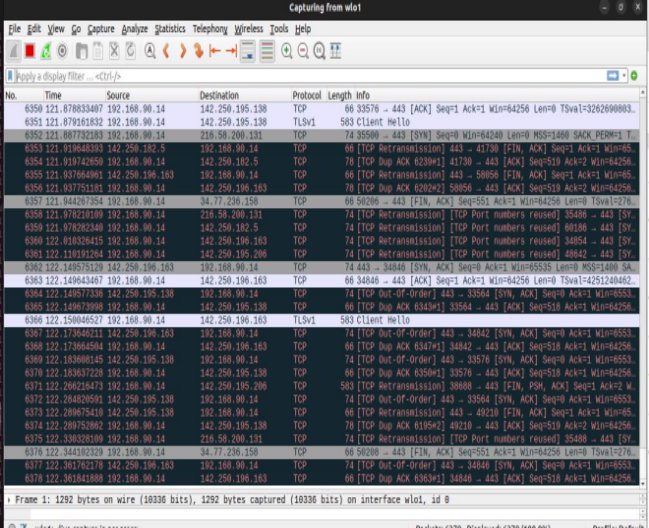 Capturing from wlo1
File Edit View Go Capture Analyze Statistics Telephony Wireless Tools Help
Apply a display filter ... <Ctrl-/>
No. Time Source Destination Protocol Length Info
6350 121.878833407 192.168.90.14 142.250.195.138 TCP 66 33576 → 443 [ACK] Seq=1 Ack=1 Win=64256 Len=0 TSval=3262690803…
6351 121.879161832 192.168.90.14 142.250.195.138 TLSv1 583 Client Hello
6352 121.887732183 192.168.90.14 216.58.200.131 TCP 74 35500 → 443 [SYN] Seq=0 Win=64240 Len=0 MSS=1460 SACK_PERM=1 T…
6353 121.919648393 142.250.182.5 192.168.90.14 TCP 66 [TCP Retransmission] 443 → 41730 [FIN, ACK] Seq=1 Ack=1 Win=65…
6354 121.919742650 192.168.90.14 142.250.182.5 TCP 78 [TCP Dup ACK 6239#1] 41730 → 443 [ACK] Seq=519 Ack=2 Win=64256…
6355 121.937664961 142.250.196.163 192.168.90.14 TCP 66 [TCP Retransmission] 443 → 58056 [FIN, ACK] Seq=1 Ack=1 Win=65…
6356 121.937751181 192.168.90.14 142.250.196.163 TCP 78 [TCP Dup ACK 6202#2] 58056 → 443 [ACK] Seq=519 Ack=2 Win=64256…
6357 121.944267354 192.168.90.14 34.77.236.158 TCP 66 50206 → 443 [FIN, ACK] Seq=551 Ack=1 Win=64256 Len=0 TSval=276…
6358 121.978210109 192.168.90.14 216.58.200.131 TCP 74 [TCP Retransmission] [TCP Port numbers reused] 35486 → 443 [SY…
6359 121.978282340 192.168.90.14 142.250.182.5 TCP 74 [TCP Retransmission] [TCP Port numbers reused] 60186 → 443 [SY…
6360 122.010326415 192.168.90.14 142.250.196.163 TCP 74 [TCP Retransmission] [TCP Port numbers reused] 34854 → 443 [SY…
6361 122.110191264 192.168.90.14 142.250.195.206 TCP 74 [TCP Retransmission] [TCP Port numbers reused] 48642 → 443 [SY…
6362 122.149575129 142.250.196.163 192.168.90.14 TCP 74 443 → 34846 [SYN, ACK] Seq=0 Ack=1 Win=65535 Len=0 MSS=1400 SA…
6363 122.149643467 192.168.90.14 142.250.196.163 TCP 66 34846 → 443 [ACK] Seq=1 Ack=1 Win=64256 Len=0 TSval=4251240462…
6364 122.149577336 142.250.195.138 192.168.90.14 TCP 74 [TCP Out-Of-Order] 443 → 33564 [SYN, ACK] Seq=0 Ack=1 Win=6553…
6365 122.149673998 192.168.90.14 142.250.195.138 TCP 66 [TCP Dup ACK 6343#1] 33564 → 443 [ACK] Seq=518 Ack=1 Win=64256…
6366 122.150046527 192.168.90.14 142.250.196.163 TLSv1 583 Client Hello
6367 122.173646211 142.250.196.163 192.168.90.14 TCP 74 [TCP Out-Of-Order] 443 → 34842 [SYN, ACK] Seq=0 Ack=1 Win=6553…
6368 122.173664504 192.168.90.14 142.250.196.163 TCP 66 [TCP Dup ACK 6347#1] 34842 → 443 [ACK] Seq=518 Ack=1 Win=64256…
6369 122.183608145 142.250.195.138 192.168.90.14 TCP 74 [TCP Out-Of-Order] 443 → 33576 [SYN, ACK] Seq=0 Ack=1 Win=6553…
6370 122.183637228 192.168.90.14 142.250.195.138 TCP 66 [TCP Dup ACK 6350#1] 33576 → 443 [ACK] Seq=518 Ack=1 Win=64256…
6371 122.266216473 192.168.90.14 142.250.195.206 TCP 583 [TCP Retransmission] 38688 → 443 [FIN, PSH, ACK] Seq=1 Ack=2 W…
6372 122.284820591 142.250.195.138 192.168.90.14 TCP 74 [TCP Out-Of-Order] 443 → 33564 [SYN, ACK] Seq=0 Ack=1 Win=6553…
6373 122.289675410 142.250.195.138 192.168.90.14 TCP 66 [TCP Retransmission] 443 → 49210 [FIN, ACK] Seq=1 Ack=1 Win=65…
6374 122.289752862 192.168.90.14 142.250.195.138 TCP 78 [TCP Dup ACK 6195#2] 49210 → 443 [ACK] Seq=519 Ack=2 Win=64256…
6375 122.330328109 192.168.90.14 216.58.200.131 TCP 74 [TCP Retransmission] [TCP Port numbers reused] 35488 → 443 [SY…
6376 122.344102329 192.168.90.14 34.77.236.158 TCP 66 50208 → 443 [FIN, ACK] Seq=551 Ack=1 Win=64256 Len=0 TSval=276…
6377 122.361762178 142.250.196.163 192.168.90.14 TCP 74 [TCP Out-Of-Order] 443 → 34846 [SYN, ACK] Seq=0 Ack=1 Win=6553…
6378 122.361841888 192.168.90.14 142.250.196.163 TCP 66 [TCP Dup ACK 6363#1] 34846 → 443 [ACK] Seq=518 Ack=1 Win=64256…
Frame 1: 1292 bytes on wire (10336 bits), 1292 bytes captured (10336 bits) on interface wlo1, id 0